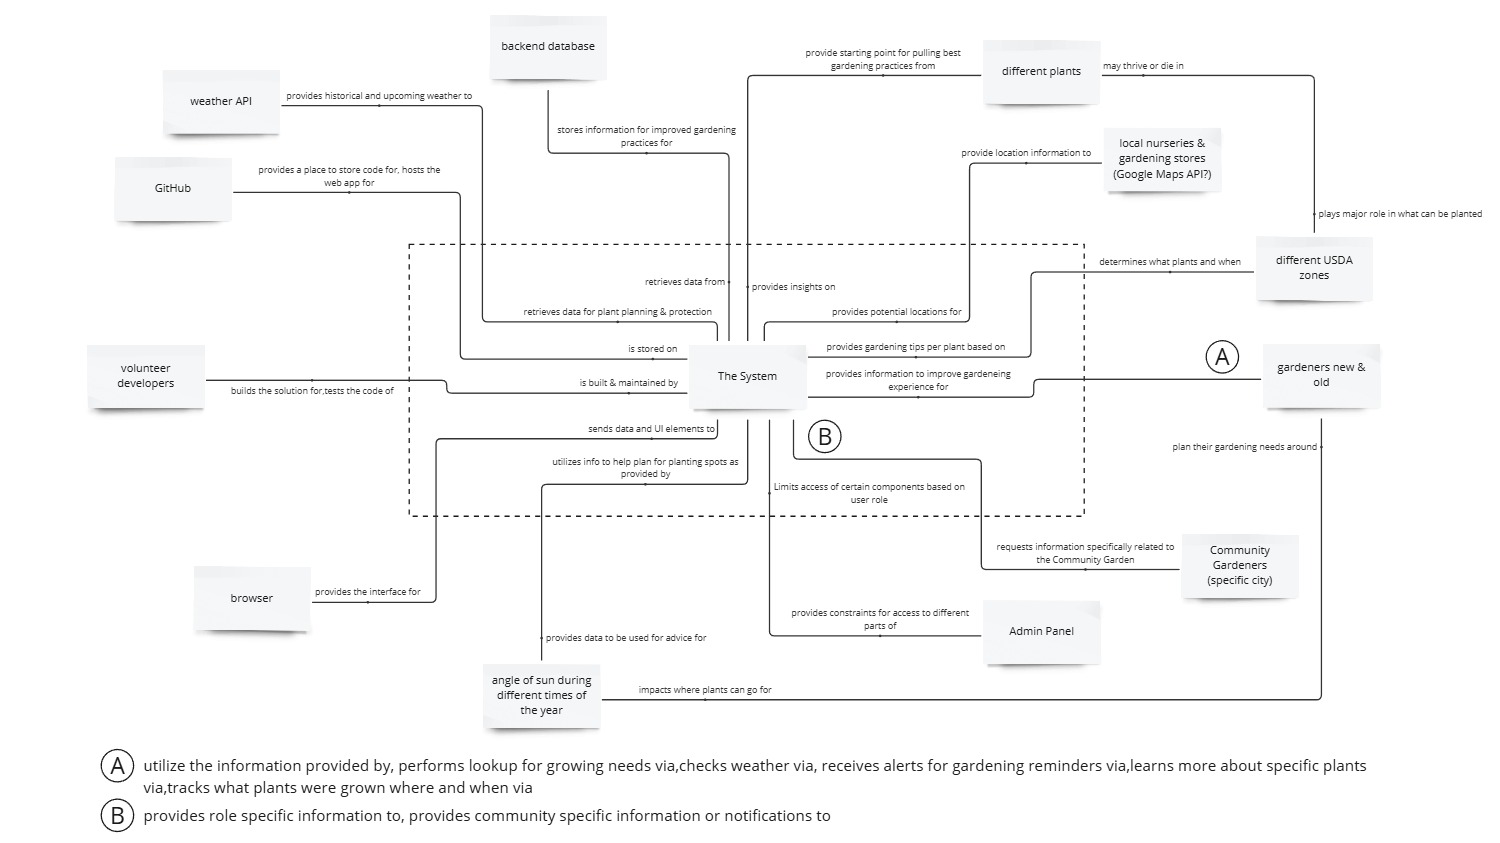 backend database
provide starting point for pulling best
gardening practices from
different plants
may thrive or die in
weather API
provides historical and upcoming weather to
stores information for improved gardening
practices for
local nurseries &
gardening stores
(Google Maps API?)
provide location information to
GitHub
provides a place to store code for, hosts the
web app for
plays major role in what can be planted
different USDA
zones
determines what plants and when
retrieves data from
provides insights on
retrieves data for plant planning & protection
provides potential locations for
is stored on
provides gardening tips per plant based on
A
volunteer
developers
builds the solution for,tests the code of
is built & maintained by
The System
provides information to improve gardeneing
experience for
gardeners new &
old
sends data and UI elements to
B
plan their gardening needs around
utilizes info to help plan for planting spots as
provided by
Limits access of certain components based on
user role
requests information specifically related to
the Community Garden
Community
Gardeners
(specific city)
browser
provides the interface for
provides constraints for access to different
parts of
Admin Panel
provides data to be used for advice for
angle of sun during
different times of
the year
impacts where plants can go for
A utilize the information provided by, performs lookup for growing needs via,checks weather via, receives alerts for gardening reminders via,learns more about specific plants
via,tracks what plants were grown where and when via
B provides role specific information to, provides community specific information or notifications to